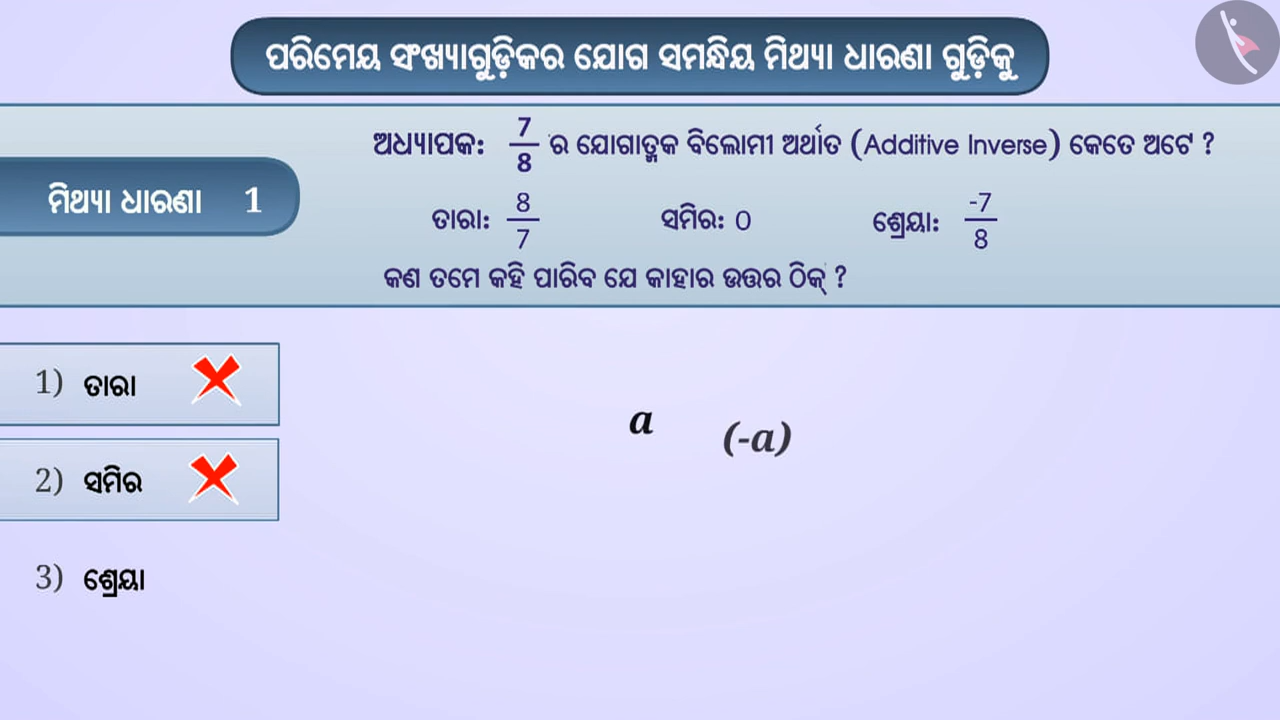 ପରିମେୟ ସଂଖ୍ୟାଗୁଡ଼ିକର ଯୋଗ ସମନ୍ଧିୟ ମିଥ୍ୟା ଧାରଣା ଗୁଡ଼ିକୁ
ମିଥ୍ୟା ଧାରଣା 1
ଅଧ୍ୟାପକ: 7/8 ର ଯୋଗାତ୍ମକ ବିଲୋମୀ ଅର୍ଥାତ (Additive Inverse) କେତେ ଅଟେ ?
ତାରା: 8/7 ସମିର: 0 ଶ୍ରେୟା: -7/8
କଣ ତମେ କହି ପାରିବ ଯେ କାହାର ଉତ୍ତର ଠିକ୍ ?
1) ତାରା
2) ସମିର
3) ଶ୍ରେୟା
a (-a)